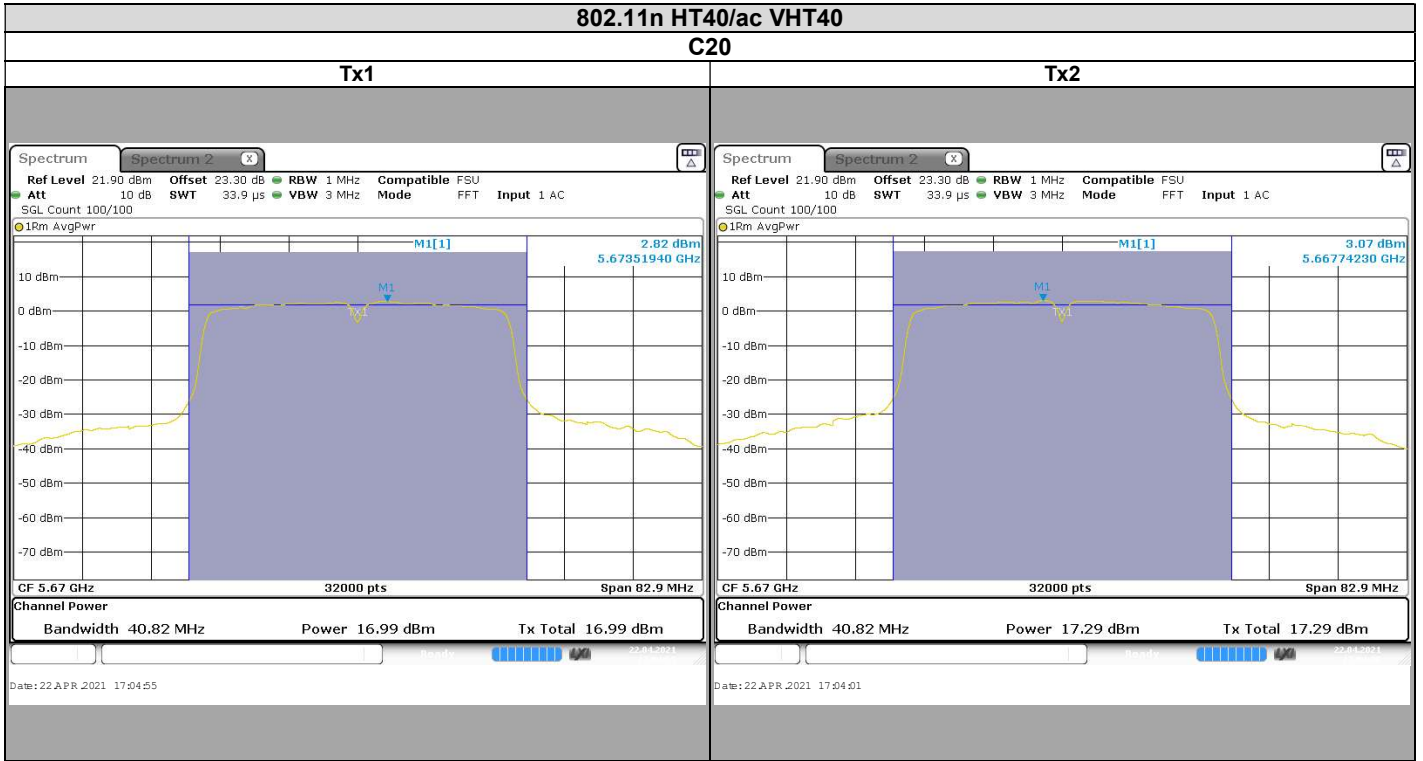 802.11n HT40/ac VHT40
C20
Tx1
Spectrum Spectrum 2 X
Ref Level 21.90 dBm Offset 23.30 dB RBW 1 MHz Compatible FSU
Att 10 dB SWT 33.9 µs VBW 3 MHz Mode FFT Input 1 AC
SGL Count 100/100
1Rm AvgPwr
M1[1] 2.82 dBm
5.67351940 GHz
10 dBm
M1
0 dBm
Tx1
-10 dBm
-20 dBm
-30 dBm
-40 dBm
-50 dBm
-60 dBm
-70 dBm
CF 5.67 GHz 32000 pts Span 82.9 MHz
Channel Power
Bandwidth 40.82 MHz Power 16.99 dBm Tx Total 16.99 dBm
Ready 22.04.2021
Date: 22.APR.2021 17:04:55
Tx2
Spectrum Spectrum 2 X
Ref Level 21.90 dBm Offset 23.30 dB RBW 1 MHz Compatible FSU
Att 10 dB SWT 33.9 µs VBW 3 MHz Mode FFT Input 1 AC
SGL Count 100/100
1Rm AvgPwr
M1[1] 3.07 dBm
5.66774230 GHz
10 dBm
M1
0 dBm
Tx1
-10 dBm
-20 dBm
-30 dBm
-40 dBm
-50 dBm
-60 dBm
-70 dBm
CF 5.67 GHz 32000 pts Span 82.9 MHz
Channel Power
Bandwidth 40.82 MHz Power 17.29 dBm Tx Total 17.29 dBm
Ready 22.04.2021
Date: 22.APR.2021 17:04:01